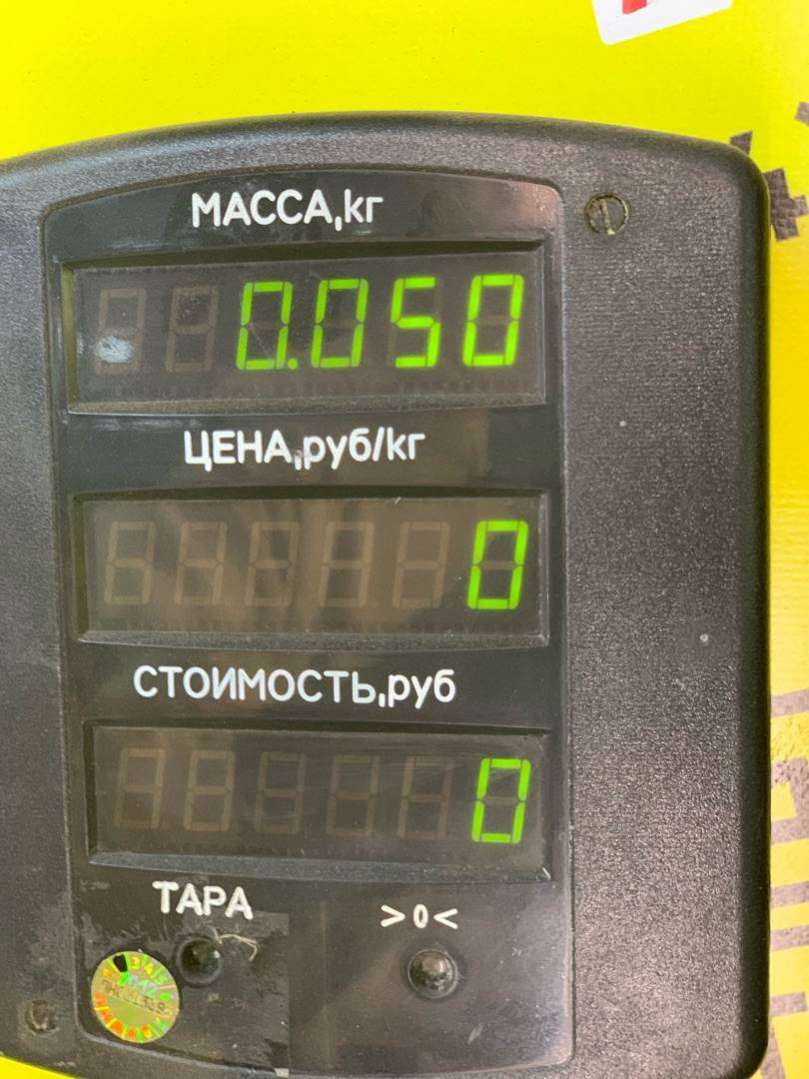 МАССА,кг
0.050
ЦЕНА,руб/кг
0
СТОИМОСТЬ,руб
0
ТАРА >0<